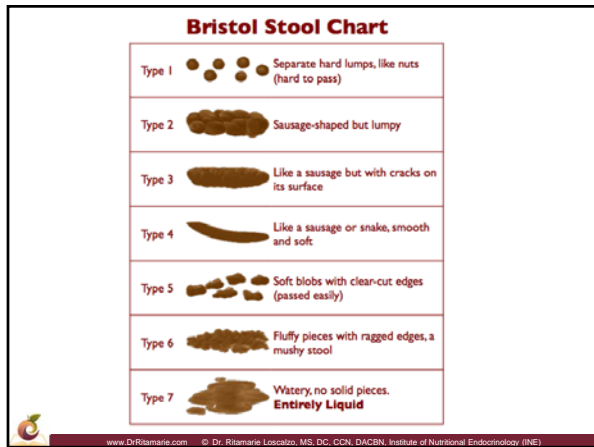 Bristol Stool Chart
Type 1
Separate hard lumps, like nuts
(hard to pass)
Type 2
Sausage-shaped but lumpy
Type 3
Like a sausage but with cracks on
its surface
Type 4
Like a sausage or snake, smooth
and soft
Type 5
Soft blobs with clear-cut edges
(passed easily)
Type 6
Fluffy pieces with ragged edges, a
mushy stool
Type 7
Watery, no solid pieces.
Entirely Liquid
www.DrRitamarie.com © Dr. Ritamarie Loscalzo, MS, DC, CCN, DACBN, Institute of Nutritional Endocrinology (INE)